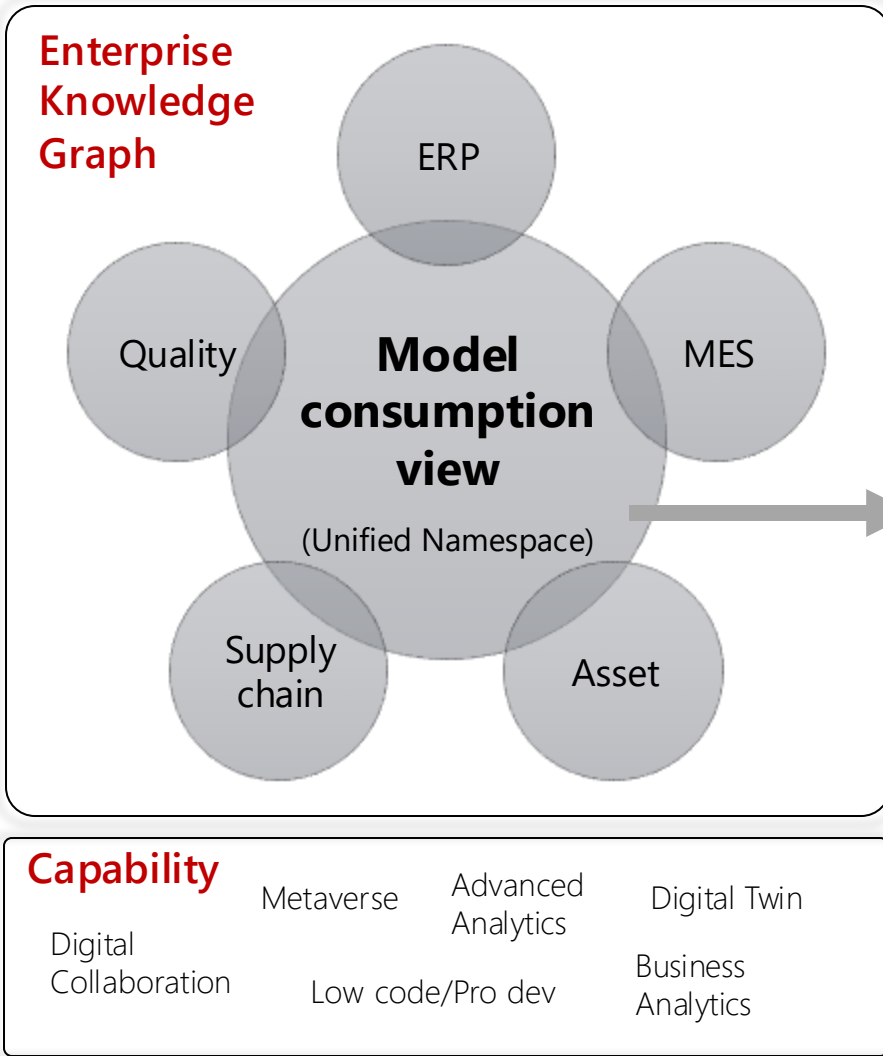 Enterprise
Knowledge
Graph
ERP
Quality
Model
consumption
view
(Unified Namespace)
MES
Supply
chain
Asset
Capability
Metaverse
Advanced
Analytics
Digital Twin
Digital
Collaboration
Low code/Pro dev
Business
Analytics